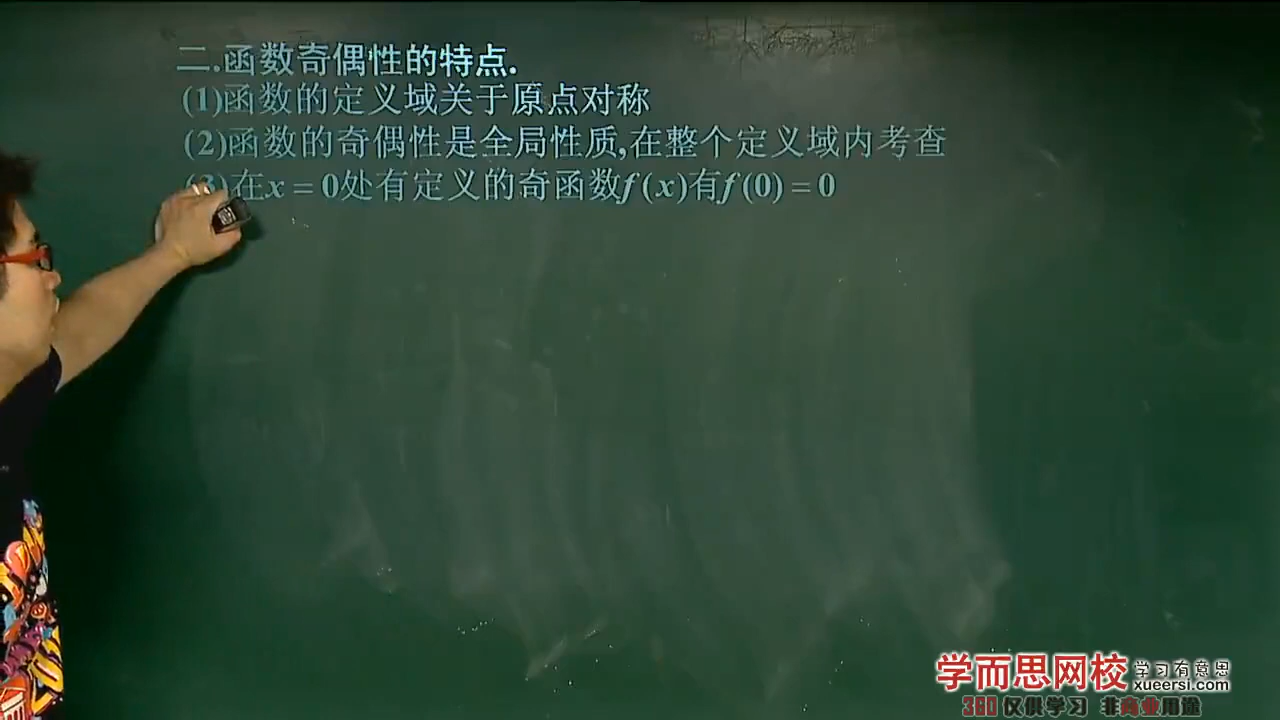 二.函数奇偶性的特点.
(1)函数的定义域关于原点对称
(2)函数的奇偶性是全局性质,在整个定义域内考查
(3)在x = 0处有定义的奇函数f(x)有f(0) = 0
学而思网校 学习有意思
xueersi.com
360 仅供学习 非商业用途